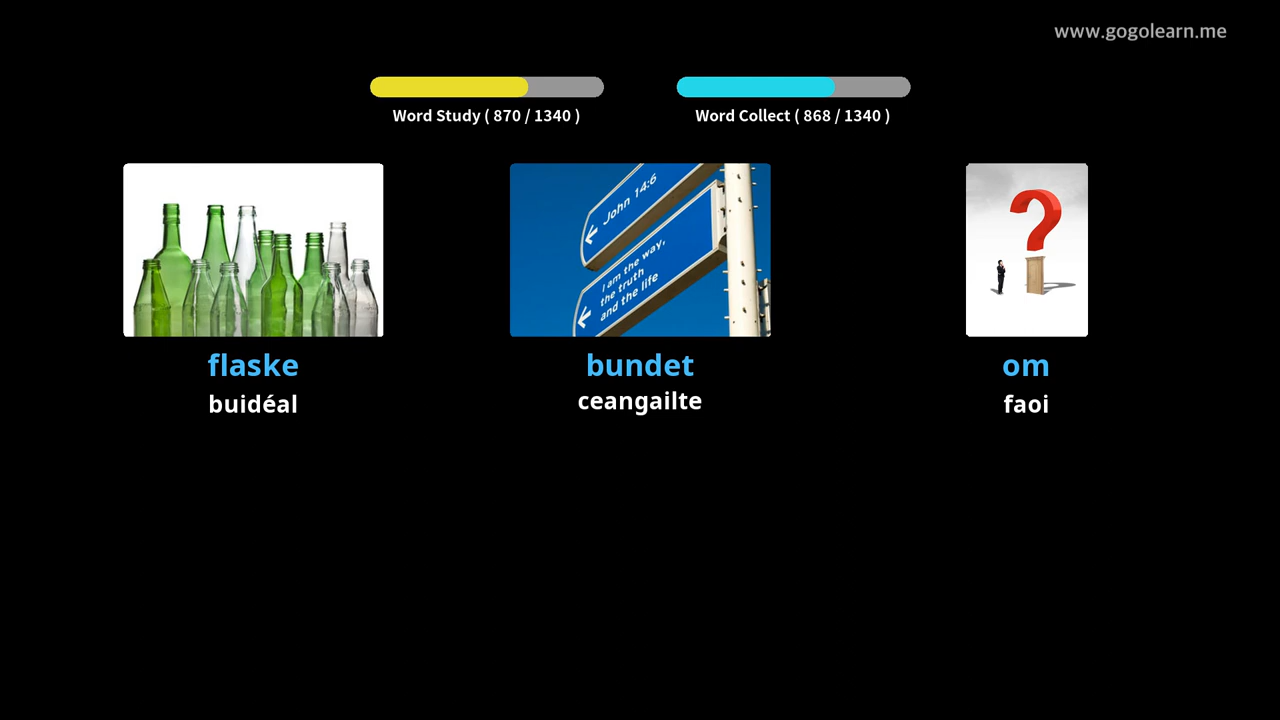 www.gogolearn.me
Word Study ( 870 / 1340 )
Word Collect ( 868 / 1340 )
John 14:6
I am the way,
the truth
and the life
flaske
buidéal
bundet
ceangailte
om
faoi